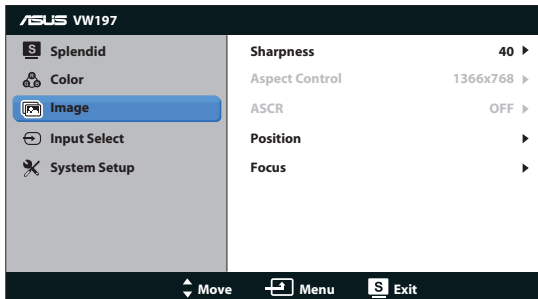 ASUS VW197
S Splendid
Color
Image
Input Select
System Setup
Sharpness 40
Aspect Control 1366x768
ASCR OFF
Position
Focus
Move Menu S Exit